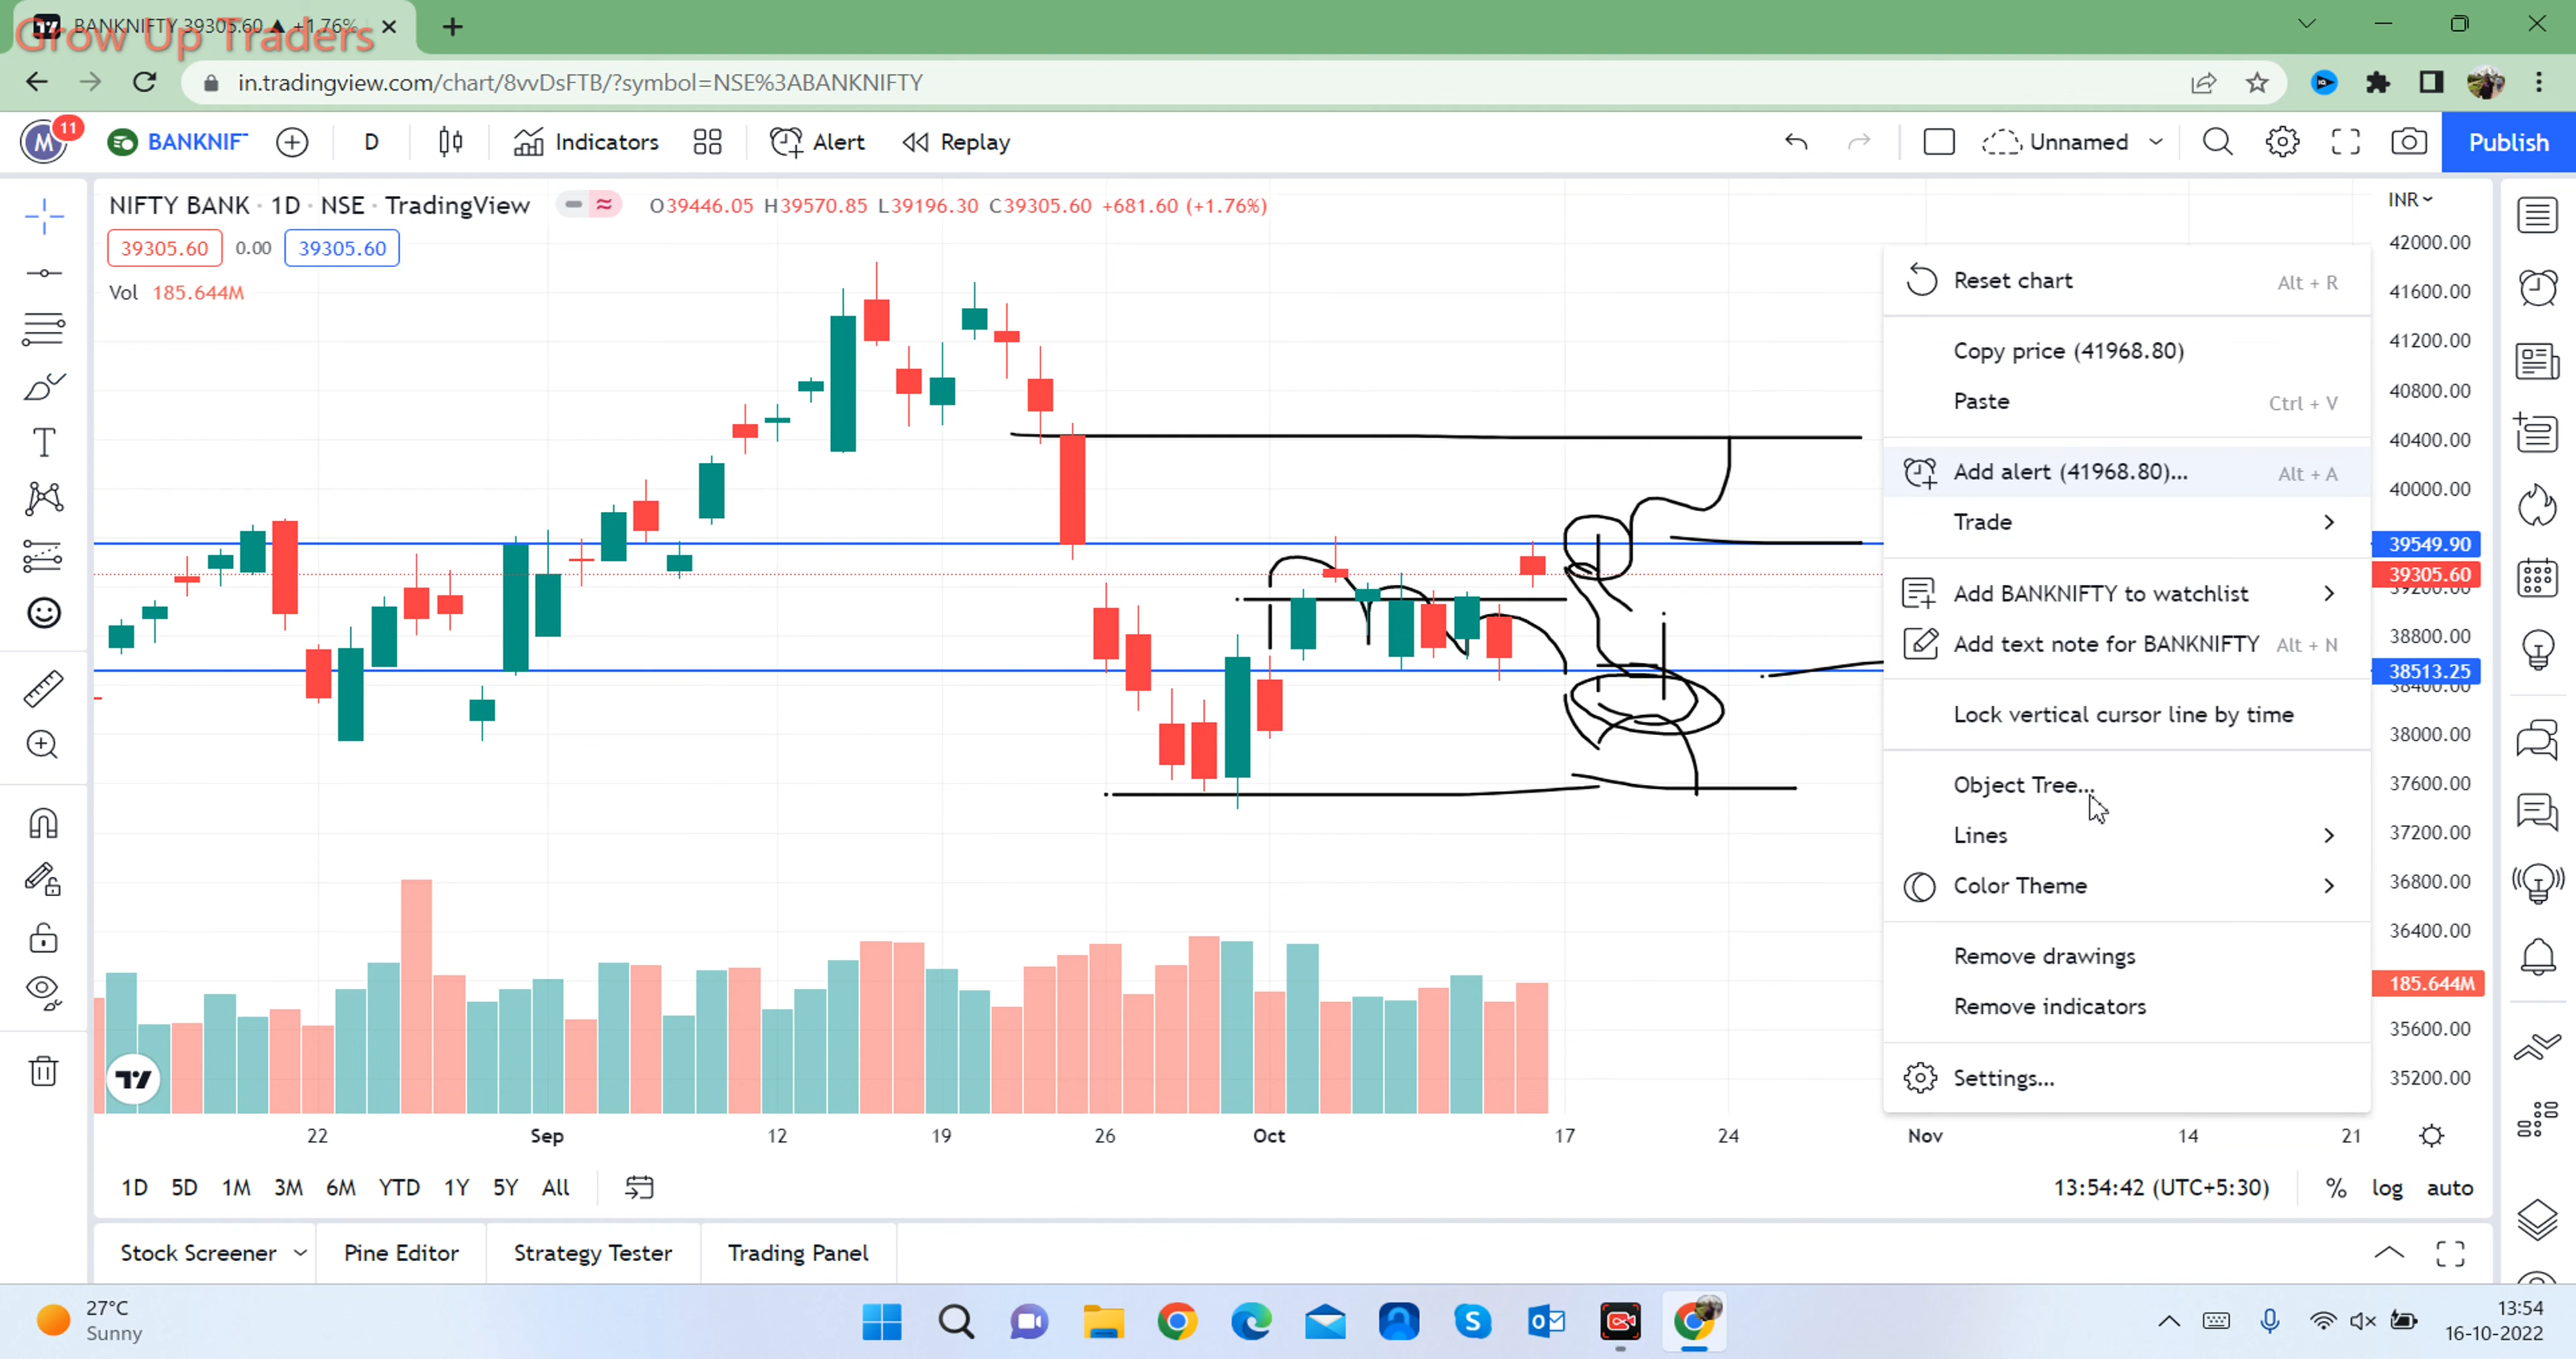 Grow Up Traders
BANKNIFTY 39305.60 ▲ +1.76%
in.tradingview.com/chart/8vvDsFTB/?symbol=NSE%3ABANKNIFTY
M 11 BANKNIF D Indicators Alert Replay Unnamed Publish
NIFTY BANK · 1D · NSE · TradingView O39446.05 H39570.85 L39196.30 C39305.60 +681.60 (+1.76%)
INR
39305.60 0.00 39305.60
Vol 185.644M
42000.00
41600.00
41200.00
40800.00
40400.00
40000.00
39549.90
39305.60
39200.00
38800.00
38513.25
38400.00
38000.00
37600.00
37200.00
36800.00
36400.00
185.644M
35600.00
35200.00
Reset chart Alt + R
Copy price (41968.80)
Paste Ctrl + V
Add alert (41968.80)... Alt + A
Trade
Add BANKNIFTY to watchlist
Add text note for BANKNIFTY Alt + N
Lock vertical cursor line by time
Object Tree...
Lines
Color Theme
Remove drawings
Remove indicators
Settings...
22 Sep 12 19 26 Oct 17 24 Nov 14 21
1D 5D 1M 3M 6M YTD 1Y 5Y All 13:54:42 (UTC+5:30) % log auto
Stock Screener Pine Editor Strategy Tester Trading Panel
27°C
Sunny
13:54
16-10-2022